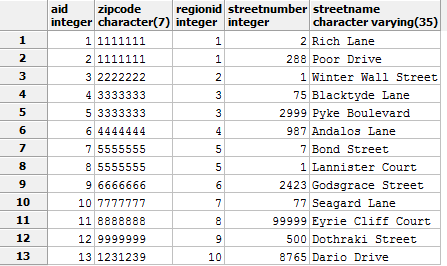 aid zipcode regionid streetnumber streetname
integer character(7) integer integer character varying(35)
1 1 1111111 1 2 Rich Lane
2 2 1111111 1 288 Poor Drive
3 3 2222222 2 1 Winter Wall Street
4 4 3333333 3 75 Blacktyde Lane
5 5 3333333 3 2999 Pyke Boulevard
6 6 4444444 4 987 Andalos Lane
7 7 5555555 5 7 Bond Street
8 8 5555555 5 1 Lannister Court
9 9 6666666 6 2423 Godsgrace Street
10 10 7777777 7 77 Seagard Lane
11 11 8888888 8 99999 Eyrie Cliff Court
12 12 9999999 9 500 Dothraki Street
13 13 1231239 10 8765 Dario Drive